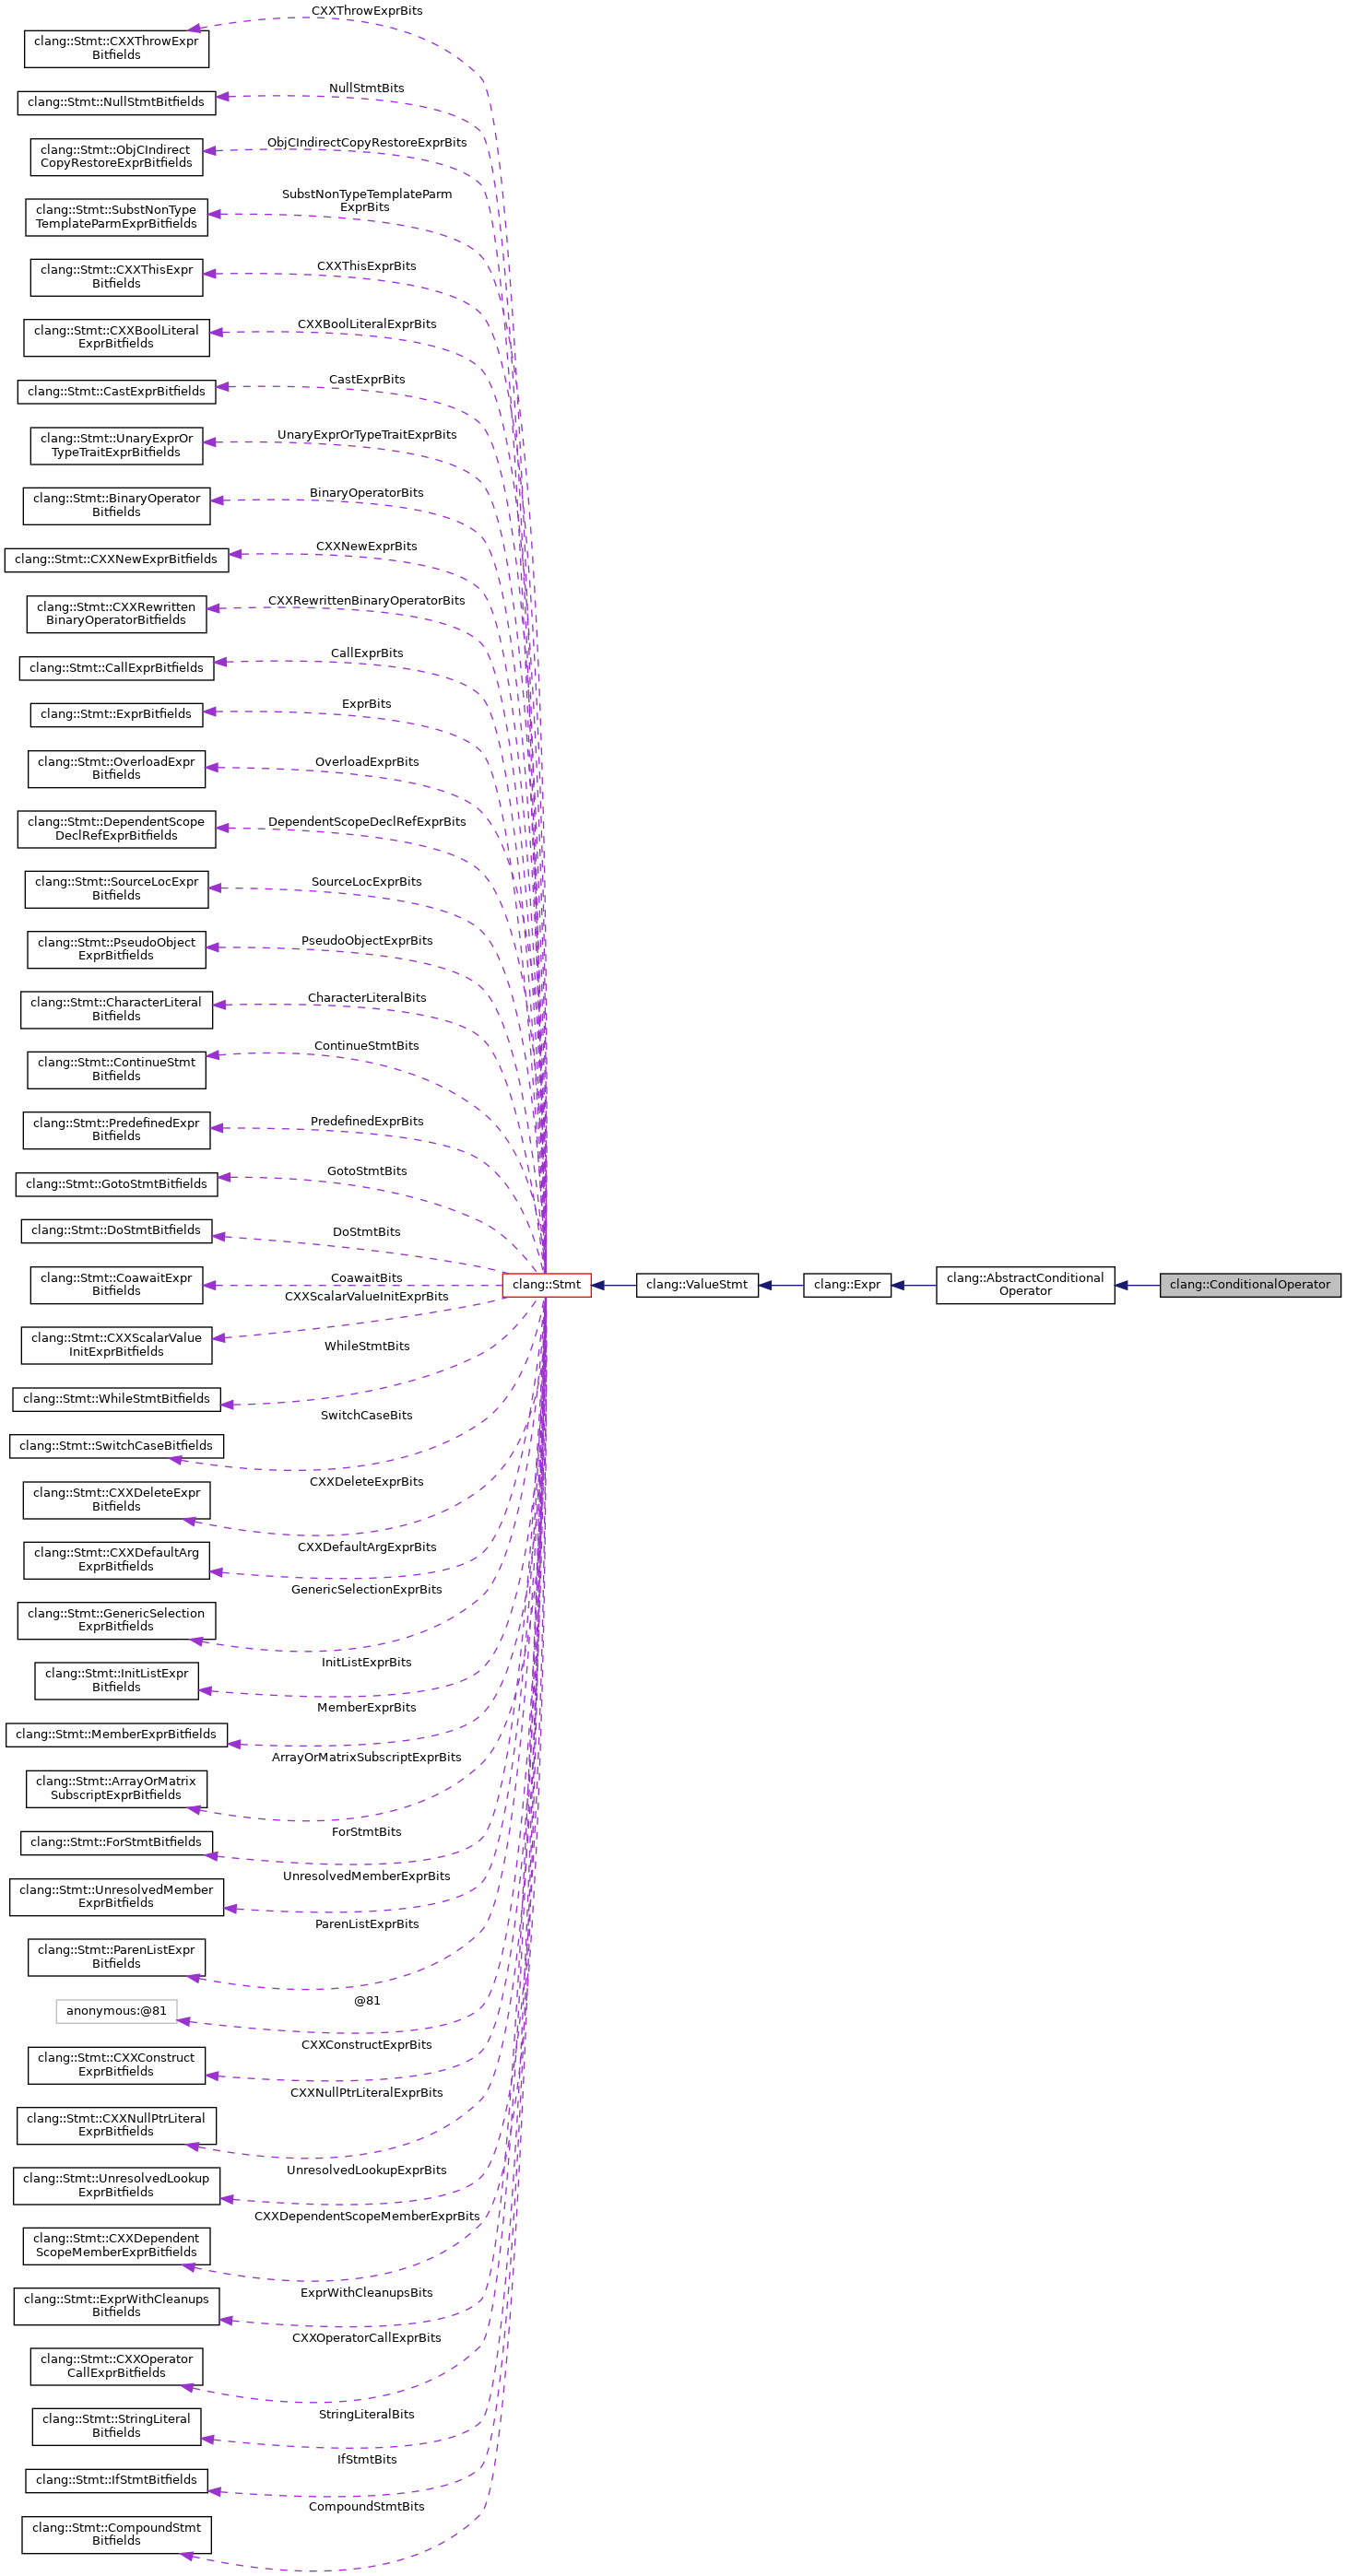 CXXThrowExprBits
clang::Stmt::CXXThrowExpr
Bitfields
NullStmtBits
clang::Stmt::NullStmtBitfields
ObjCIndirectCopyRestoreExprBits
clang::Stmt::ObjCIndirect
CopyRestoreExprBitfields
SubstNonTypeTemplateParm
ExprBits
clang::Stmt::SubstNonType
TemplateParmExprBitfields
CXXThisExprBits
clang::Stmt::CXXThisExpr
Bitfields
CXXBoolLiteralExprBits
clang::Stmt::CXXBoolLiteral
ExprBitfields
CastExprBits
clang::Stmt::CastExprBitfields
UnaryExprOrTypeTraitExprBits
clang::Stmt::UnaryExprOr
TypeTraitExprBitfields
BinaryOperatorBits
clang::Stmt::BinaryOperator
Bitfields
CXXNewExprBits
clang::Stmt::CXXNewExprBitfields
CXXRewrittenBinaryOperatorBits
clang::Stmt::CXXRewritten
BinaryOperatorBitfields
CallExprBits
clang::Stmt::CallExprBitfields
ExprBits
clang::Stmt::ExprBitfields
OverloadExprBits
clang::Stmt::OverloadExpr
Bitfields
DependentScopeDeclRefExprBits
clang::Stmt::DependentScope
DeclRefExprBitfields
SourceLocExprBits
clang::Stmt::SourceLocExpr
Bitfields
PseudoObjectExprBits
clang::Stmt::PseudoObject
ExprBitfields
CharacterLiteralBits
clang::Stmt::CharacterLiteral
Bitfields
ContinueStmtBits
clang::Stmt::ContinueStmt
Bitfields
PredefinedExprBits
clang::Stmt::PredefinedExpr
Bitfields
GotoStmtBits
clang::Stmt::GotoStmtBitfields
DoStmtBits
clang::Stmt::DoStmtBitfields
CoawaitBits
clang::Stmt::CoawaitExpr
Bitfields
clang::Stmt
clang::ValueStmt
clang::Expr
clang::AbstractConditional
Operator
clang::ConditionalOperator
CXXScalarValueInitExprBits
clang::Stmt::CXXScalarValue
InitExprBitfields
WhileStmtBits
clang::Stmt::WhileStmtBitfields
SwitchCaseBits
clang::Stmt::SwitchCaseBitfields
CXXDeleteExprBits
clang::Stmt::CXXDeleteExpr
Bitfields
CXXDefaultArgExprBits
clang::Stmt::CXXDefaultArg
ExprBitfields
GenericSelectionExprBits
clang::Stmt::GenericSelection
ExprBitfields
InitListExprBits
clang::Stmt::InitListExpr
Bitfields
MemberExprBits
clang::Stmt::MemberExprBitfields
ArrayOrMatrixSubscriptExprBits
clang::Stmt::ArrayOrMatrix
SubscriptExprBitfields
ForStmtBits
clang::Stmt::ForStmtBitfields
UnresolvedMemberExprBits
clang::Stmt::UnresolvedMember
ExprBitfields
ParenListExprBits
clang::Stmt::ParenListExpr
Bitfields
@81
anonymous:@81
CXXConstructExprBits
clang::Stmt::CXXConstruct
ExprBitfields
CXXNullPtrLiteralExprBits
clang::Stmt::CXXNullPtrLiteral
ExprBitfields
UnresolvedLookupExprBits
clang::Stmt::UnresolvedLookup
ExprBitfields
CXXDependentScopeMemberExprBits
clang::Stmt::CXXDependent
ScopeMemberExprBitfields
ExprWithCleanupsBits
clang::Stmt::ExprWithCleanups
Bitfields
CXXOperatorCallExprBits
clang::Stmt::CXXOperator
CallExprBitfields
StringLiteralBits
clang::Stmt::StringLiteral
Bitfields
IfStmtBits
clang::Stmt::IfStmtBitfields
CompoundStmtBits
clang::Stmt::CompoundStmt
Bitfields